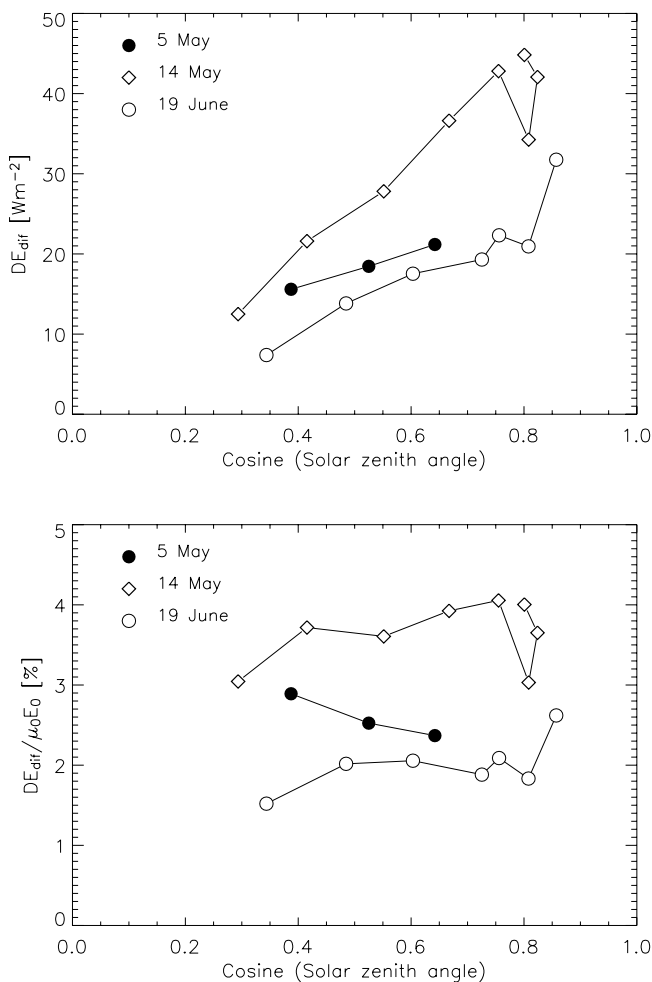 50
5 May
14 May
19 June
40
30
20
10
0
DE_dif [Wm^-2]
0.0 0.2 0.4 0.6 0.8 1.0
Cosine (Solar zenith angle)
5
5 May
14 May
19 June
4
3
2
1
0
DE_dif/μ_0E_0 [%]
0.0 0.2 0.4 0.6 0.8 1.0
Cosine (Solar zenith angle)